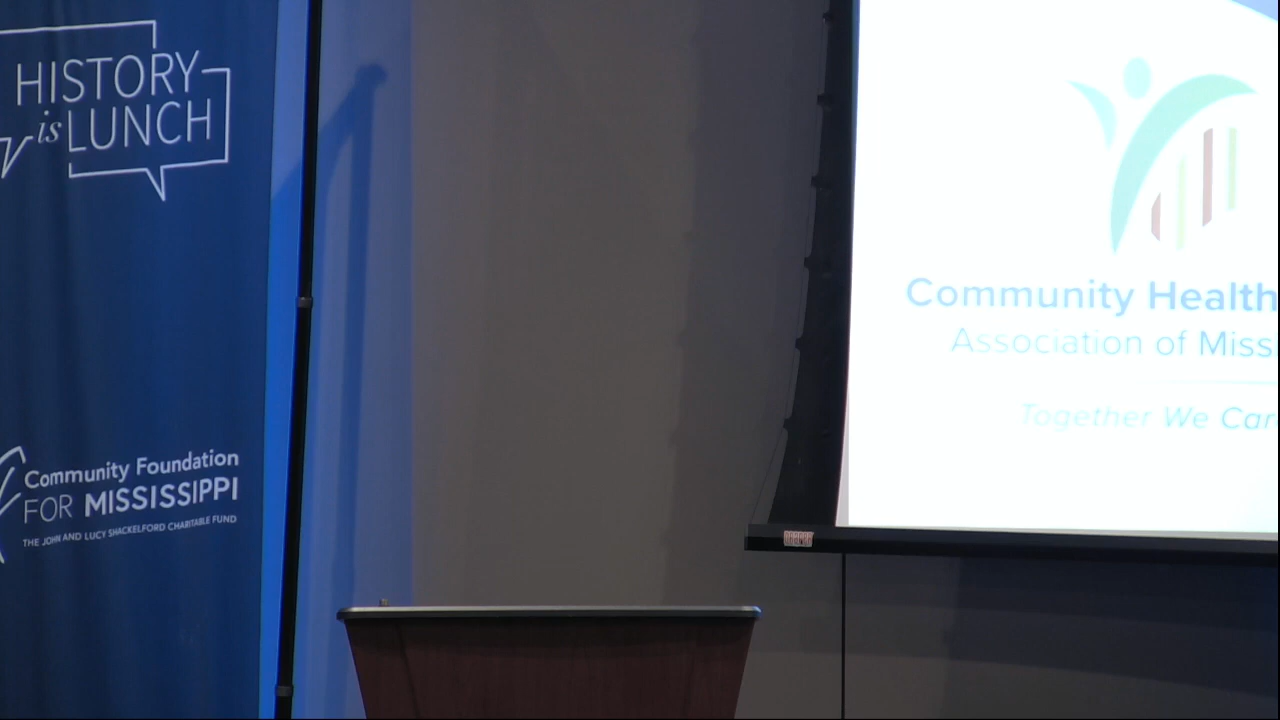 HISTORY
is LUNCH
Community Foundation
FOR MISSISSIPPI
THE JOHN AND LUCY SHACKELFORD CHARITABLE FUND
Community Health
Association of Miss
Together We Car
DRAPER